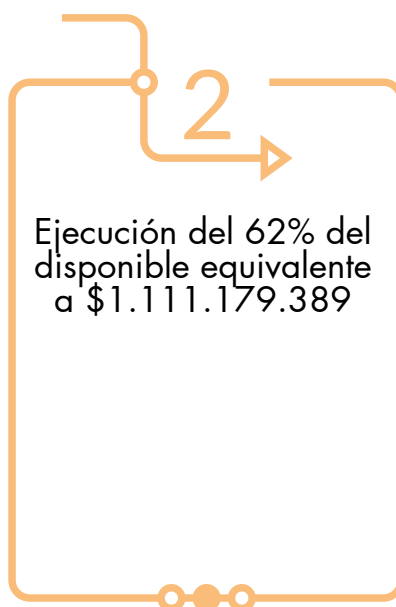 2
Ejecución del 62% del
disponible equivalente
a $1.111.179.389